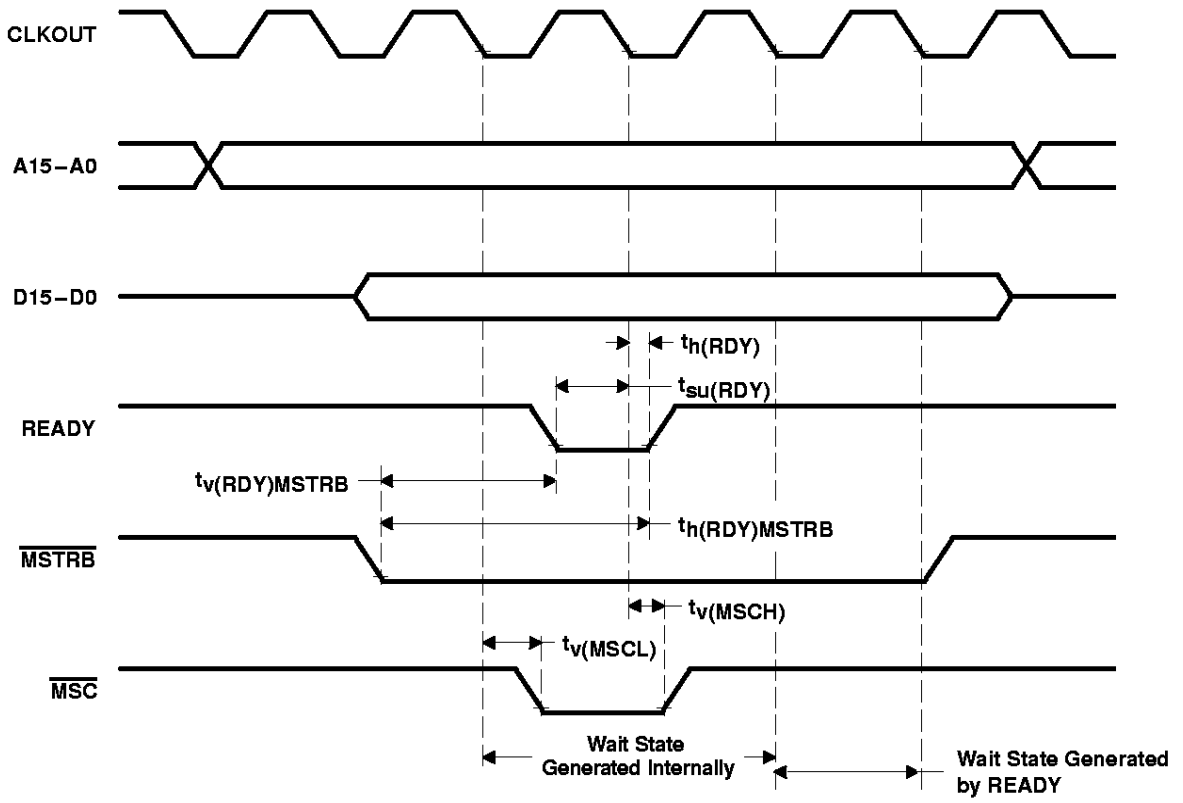 CLKOUT
A15–A0
D15–D0
th(RDY)
tsu(RDY)
READY
tv(RDY)MSTRB
th(RDY)MSTRB
MSTRB
tv(MSCH)
tv(MSCL)
MSC
Wait State
Generated Internally
Wait State Generated
by READY